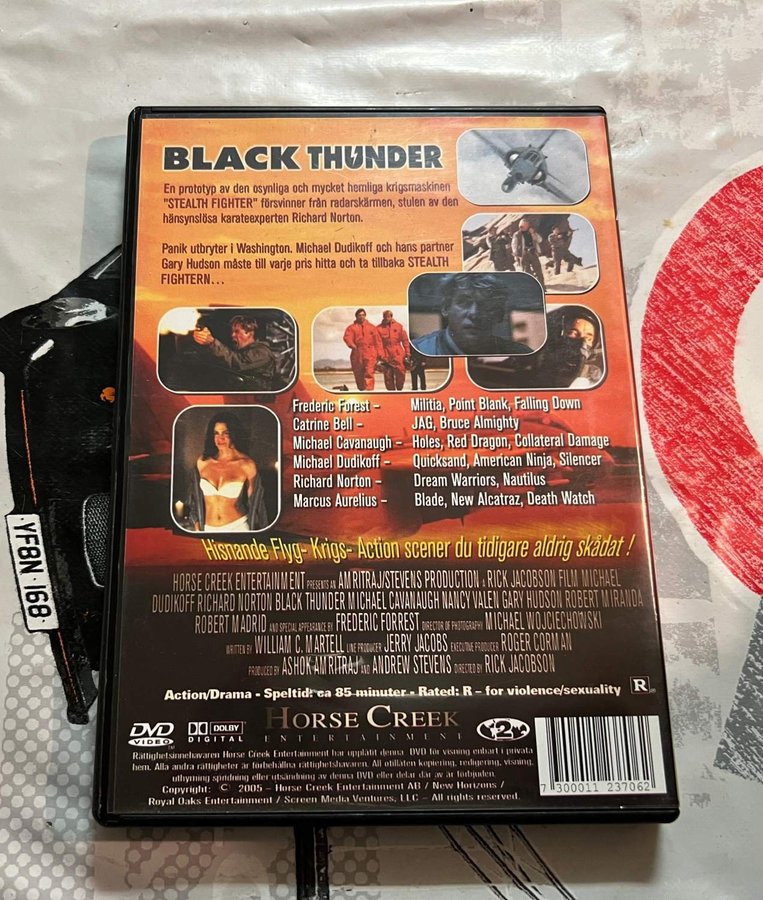 BLACK THUNDER
En prototyp av den osynliga och mycket hemliga krigsmaskinen
"STEALTH FIGHTER" försvinner från radarskärmen, stulen av den
hänsynslösa karateexperten Richard Norton.
Panik utbryter i Washington. Michael Dudikoff och hans partner
Gary Hudson måste till varje pris hitta och ta tillbaka STEALTH
FIGHTERN...
Frederic Forest – Militia, Point Blank, Falling Down
Catrine Bell – JAG, Bruce Almighty
Michael Cavanaugh – Holes, Red Dragon, Collateral Damage
Michael Dudikoff – Quicksand, American Ninja, Silencer
Richard Norton – Dream Warriors, Nautilus
Marcus Aurelius – Blade, New Alcatraz, Death Watch
Hisnande Flyg- Krigs- Action scener du tidigare aldrig skådat !
HORSE CREEK ENTERTAINMENT PRESENTS AN AMRITRAJ/STEVENS PRODUCTION A RICK JACOBSON FILM MICHAEL
DUDIKOFF RICHARD NORTON BLACK THUNDER MICHAEL CAVANAUGH NANCY VALEN GARY HUDSON ROBERT MIRANDA
ROBERT MADRID AND SPECIAL APPEARANCE BY FREDERIC FORREST DIRECTOR OF PHOTOGRAPHY MICHAEL WOJCIECHOWSKI
WRITTEN BY WILLIAM C. MARTELL LINE PRODUCER JERRY JACOBS EXECUTIVE PRODUCER ROGER CORMAN
PRODUCED BY ASHOK AMRITRAJ AND ANDREW STEVENS DIRECTED BY RICK JACOBSON
Action/Drama - Speltid: ca 85 minuter - Rated: R – for violence/sexuality R
DVD VIDEO DOLBY DIGITAL HORSE CREEK ENTERTAINMENT 2
Rättighetsinnehavaren Horse Creek Entertainment har upplåtit denna DVD för visning enbart i privata
hem. Alla andra rättigheter är förbehållna rättighetshavaren. All otillåten kopiering, redigering, visning,
uthyrning spridning eller utsändning av denna DVD eller delar där av är förbjuden.
Copyright: © 2005 – Horse Creek Entertainment AB / New Horizons /
Royal Oaks Entertainment / Screen Media Ventures, LLC – All rights reserved.
7 300011 237062
YF8N 168